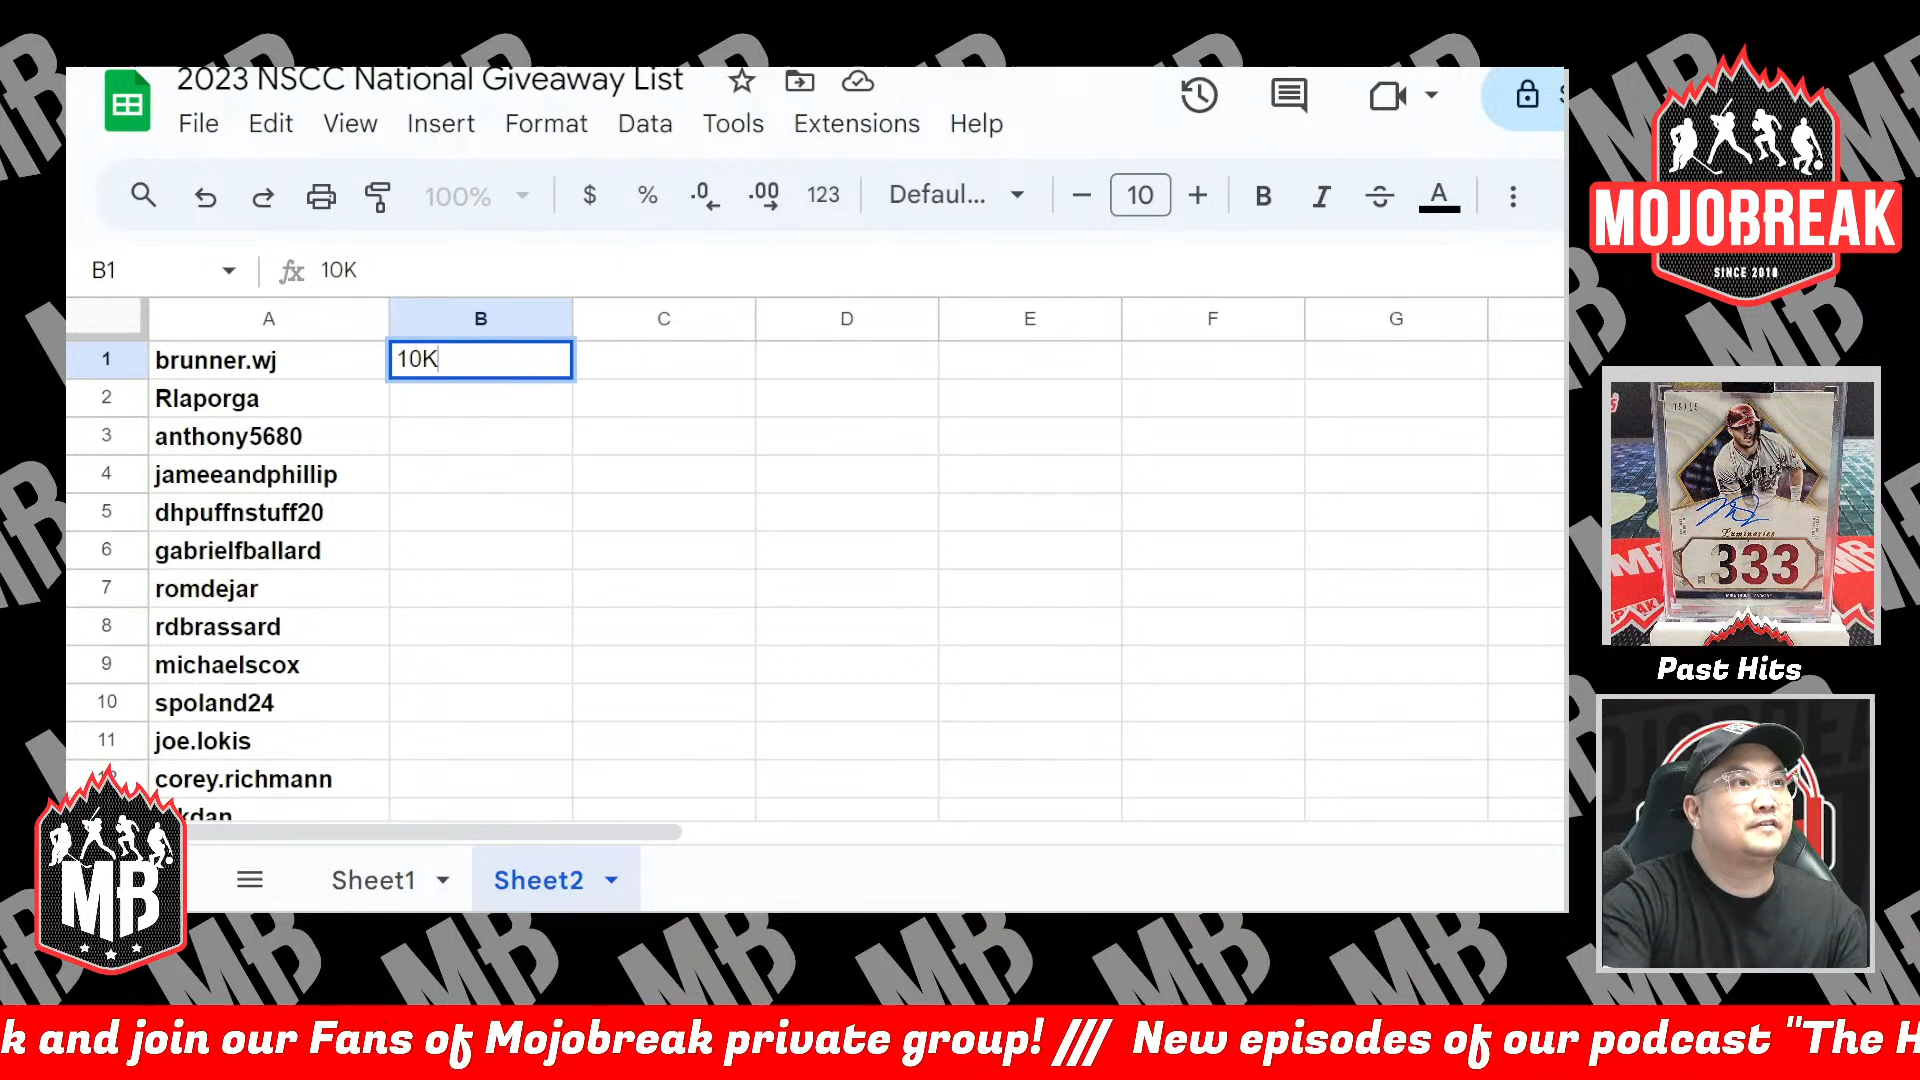 2023 NSCC National Giveaway List
File Edit View Insert Format Data Tools Extensions Help
100% $ % .0 .00 123 Defaul... − 10 + B I S A
B1 fx 10K
A B C D E F G
1 brunner.wj 10K
2 Rlaporga
3 anthony5680
4 jameeandphillip
5 dhpuffnstuff20
6 gabrielfballard
7 romdejar
8 rdbrassard
9 michaelscox
10 spoland24
11 joe.lokis
corey.richmann
Sheet1 Sheet2
MB
MOJOBREAK
SINCE 2010
Luminaries
333
Past Hits
k and join our Fans of Mojobreak private group! /// New episodes of our podcast "The H